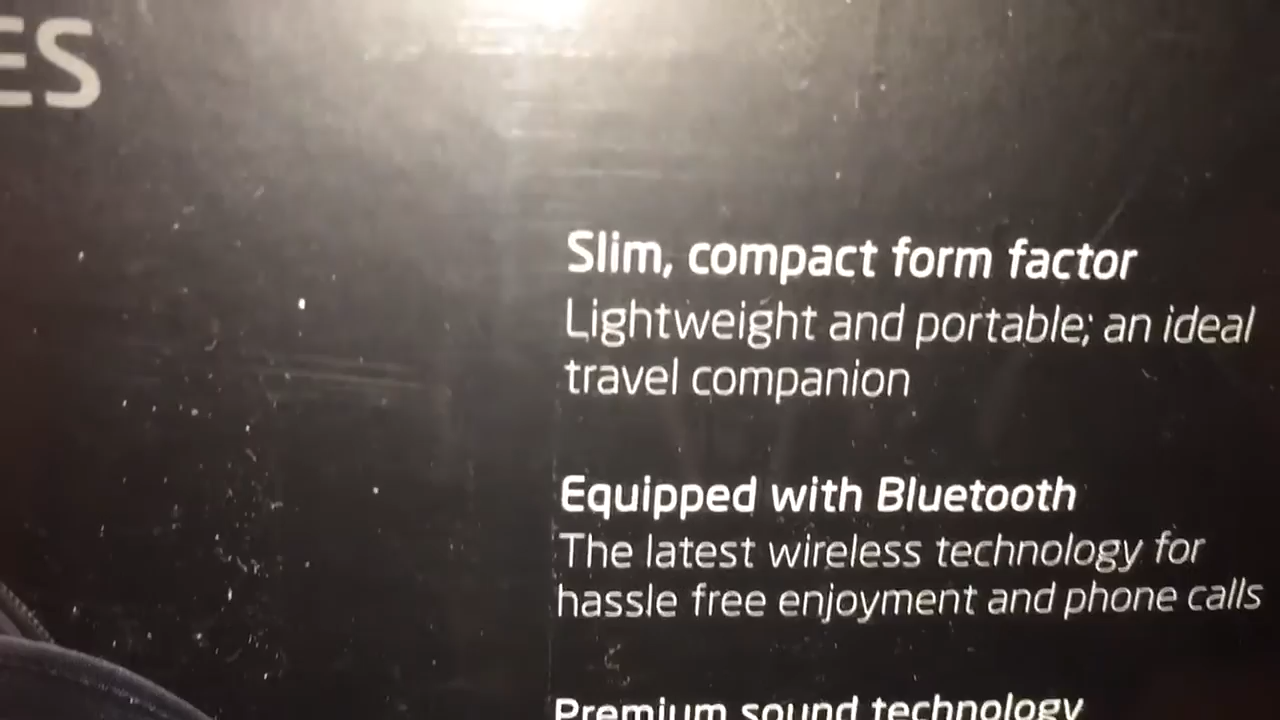 ES
Slim, compact form factor
Lightweight and portable; an ideal
travel companion
Equipped with Bluetooth
The latest wireless technology for
hassle free enjoyment and phone calls
Premium sound technology